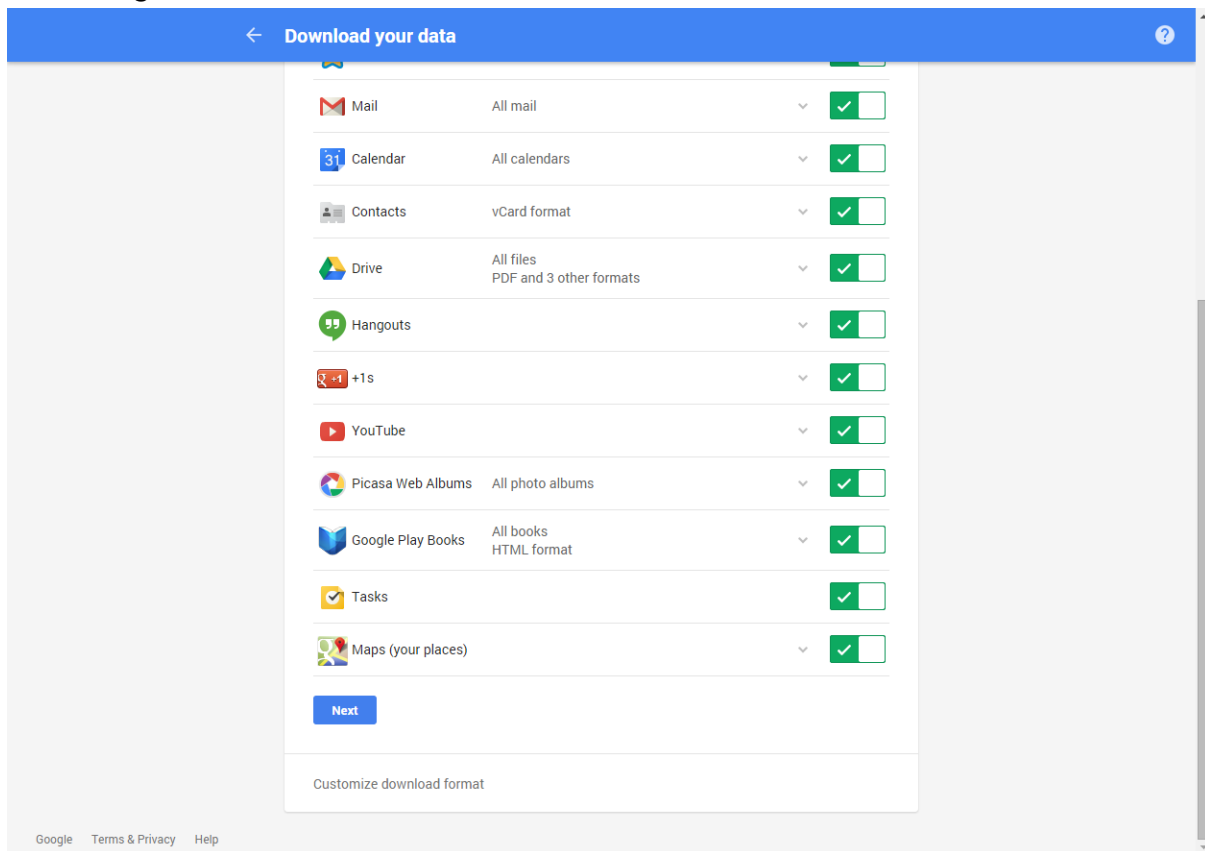 Download your data
?
Mail All mail
31 Calendar All calendars
Contacts vCard format
Drive All files
PDF and 3 other formats
Hangouts
g +1 +1s
YouTube
Picasa Web Albums All photo albums
Google Play Books All books
HTML format
Tasks
Maps (your places)
Next
Customize download format
Google Terms & Privacy Help